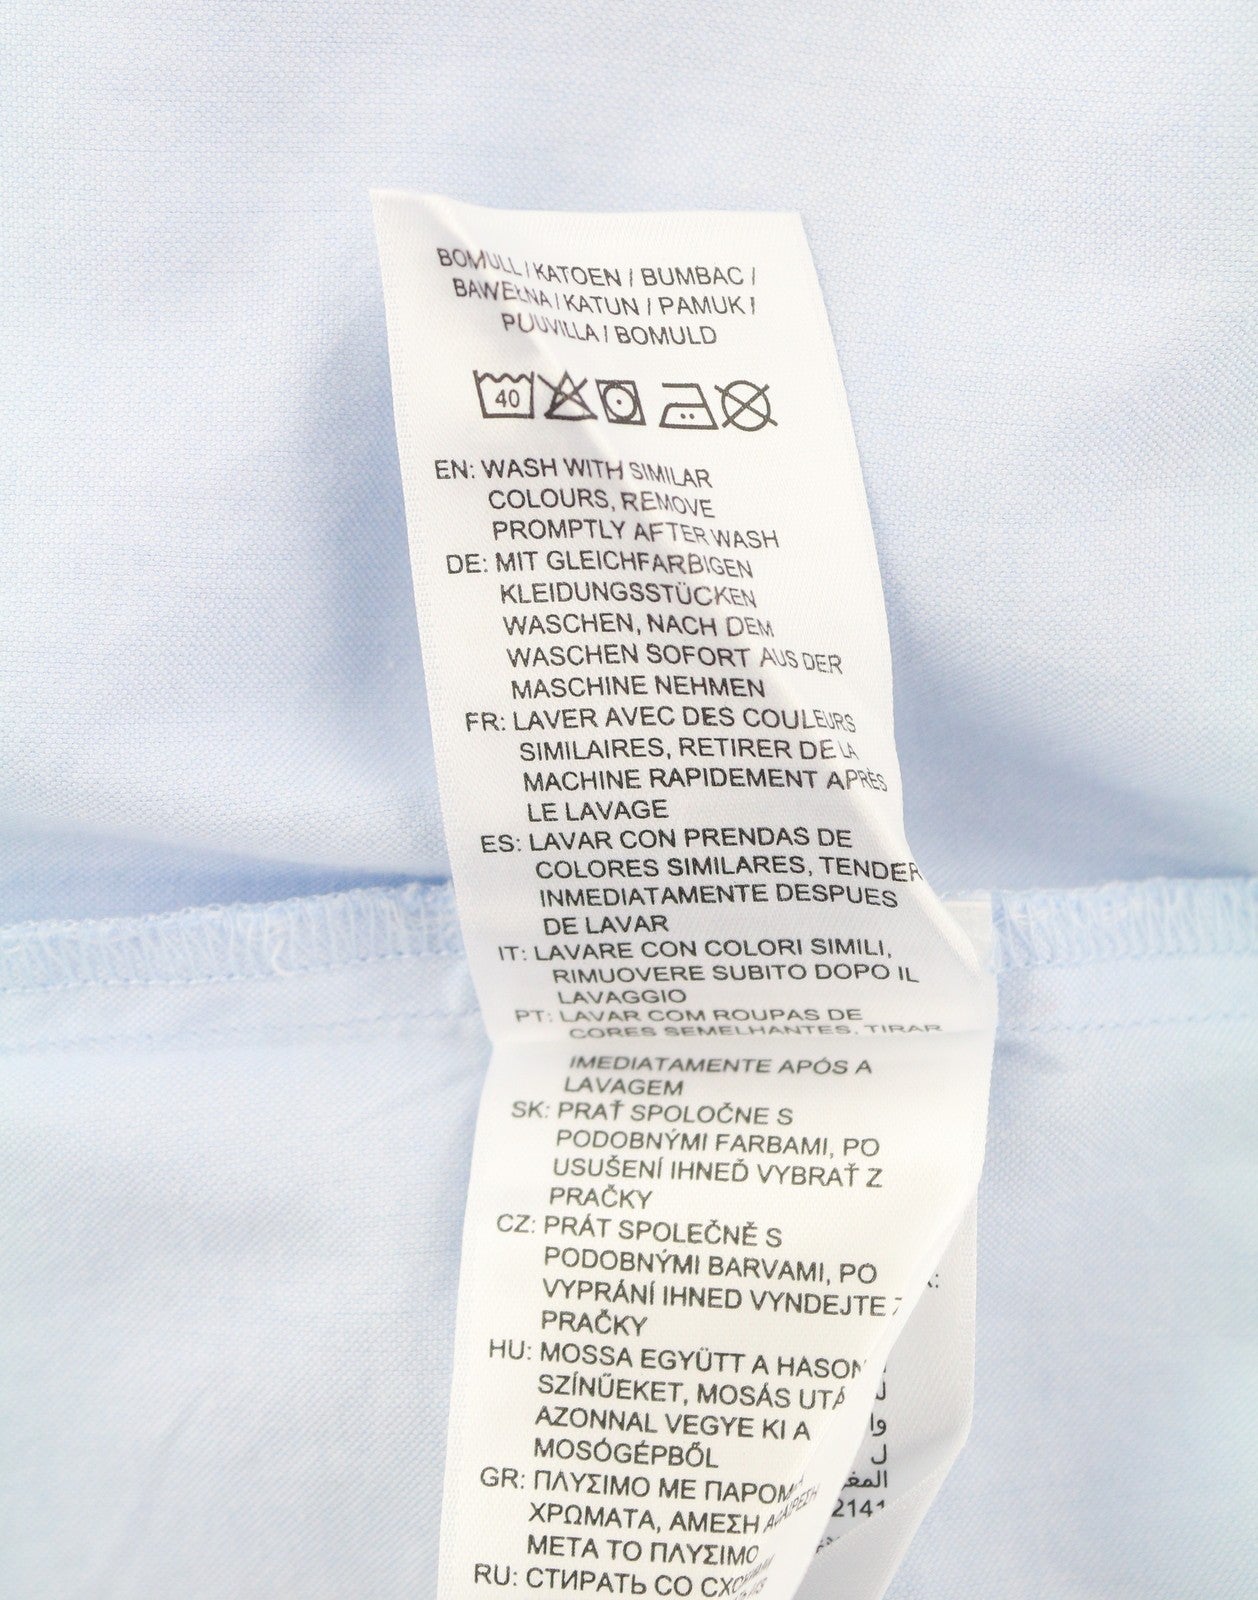 BOMULL / KATOEN / BUMBAC /
BAWEŁNA / KATUN / PAMUK /
PUUVILLA / BOMULD
40
EN: WASH WITH SIMILAR
COLOURS, REMOVE
PROMPTLY AFTER WASH
DE: MIT GLEICHFARBIGEN
KLEIDUNGSSTÜCKEN
WASCHEN, NACH DEM
WASCHEN SOFORT AUS DER
MASCHINE NEHMEN
FR: LAVER AVEC DES COULEURS
SIMILAIRES, RETIRER DE LA
MACHINE RAPIDEMENT APRÈS
LE LAVAGE
ES: LAVAR CON PRENDAS DE
COLORES SIMILARES, TENDER
INMEDIATAMENTE DESPUES
DE LAVAR
IT: LAVARE CON COLORI SIMILI,
RIMUOVERE SUBITO DOPO IL
LAVAGGIO
PT: LAVAR COM ROUPAS DE
CORES SEMELHANTES, TIRAR
IMEDIATAMENTE APÓS A
LAVAGEM
SK: PRAŤ SPOLOČNE S
PODOBNÝMI FARBAMI, PO
USUŠENÍ IHNEĎ VYBRAŤ Z
PRAČKY
CZ: PRÁT SPOLEČNĚ S
PODOBNÝMI BARVAMI, PO
VYPRÁNÍ IHNED VYNDEJTE
PRAČKY
HU: MOSSA EGYÜTT A
SZÍNŰEKET, MOSÁS
AZONNAL VEGYE KI A
MOSÓGÉPBŐL
GR: ΠΛΥΣΙΜΟ ΜΕ
ΧΡΩΜΑΤΑ, ΑΜΕΣΗ
ΜΕΤΑ ΤΟ ΠΛΥΣΙΜΟ
RU: СТИРАТЬ СО